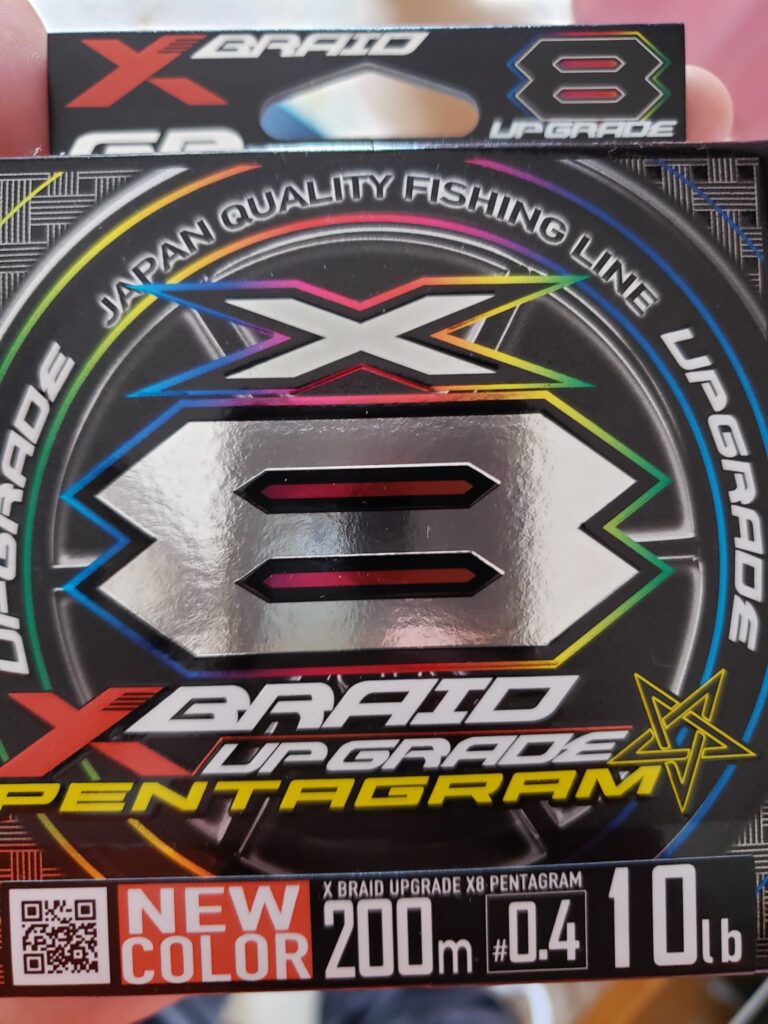 X BRAID
8
UPGRADE
JAPAN QUALITY FISHING LINE
UPGRADE
UPGRADE
X
8
X BRAID
UPGRADE
PENTAGRAM
NEW
COLOR
X BRAID UPGRADE X8 PENTAGRAM
200m #0.4 10lb